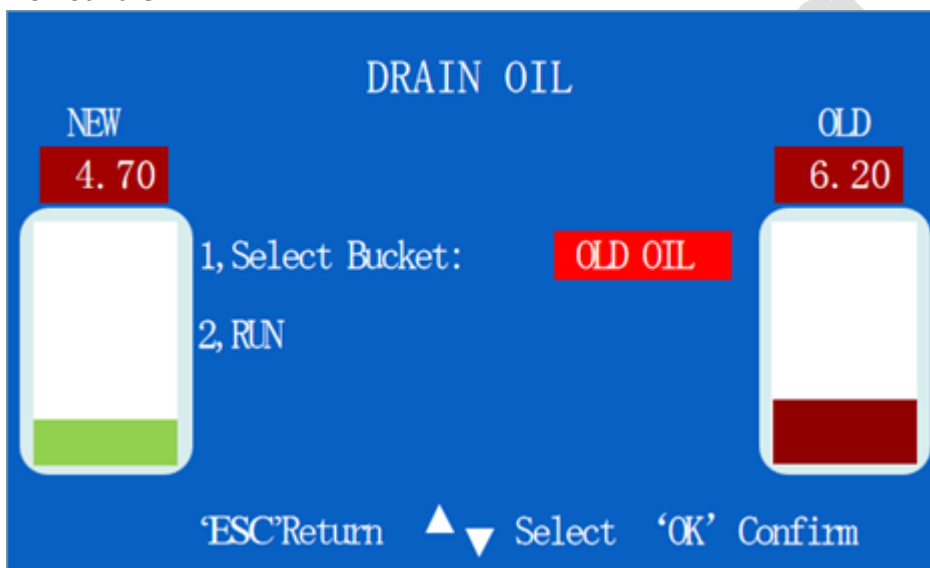 DRAIN OIL
NEW
OLD
4.70
6.20
1,Select Bucket:
OLD OIL
2,RUN
‘ESC’Return ▲▼ Select ‘OK’ Confirm